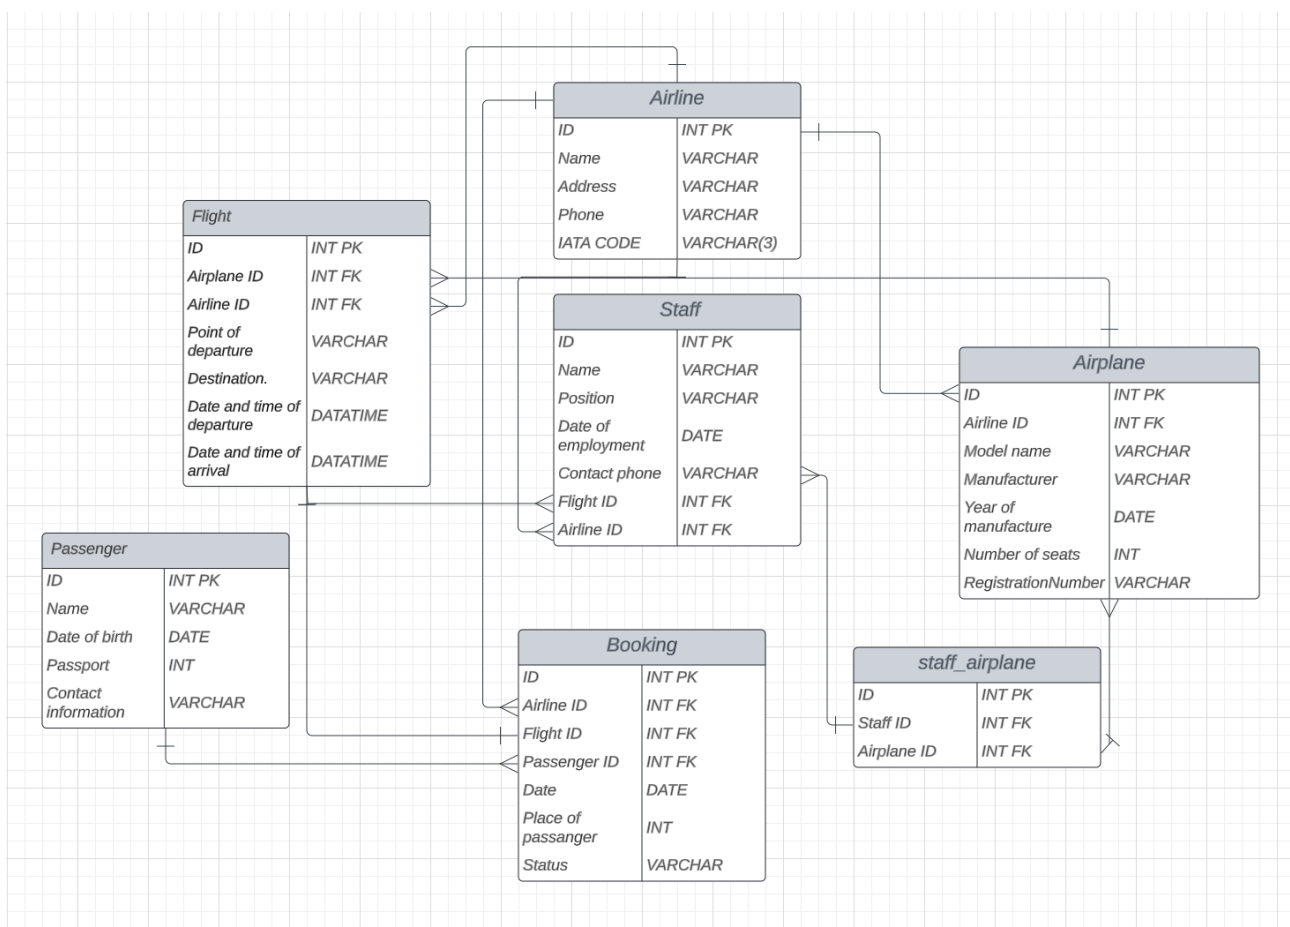 Airline
ID INT PK
Name VARCHAR
Address VARCHAR
Phone VARCHAR
IATA CODE VARCHAR(3)
Flight
ID INT PK
Airplane ID INT FK
Airline ID INT FK
Point of
departure VARCHAR
Destination. VARCHAR
Date and time of
departure DATATIME
Date and time of
arrival DATATIME
Staff
ID INT PK
Name VARCHAR
Position VARCHAR
Date of
employment DATE
Contact phone VARCHAR
Flight ID INT FK
Airline ID INT FK
Airplane
ID INT PK
Airline ID INT FK
Model name VARCHAR
Manufacturer VARCHAR
Year of
manufacture DATE
Number of seats INT
RegistrationNumber VARCHAR
Passenger
ID INT PK
Name VARCHAR
Date of birth DATE
Passport INT
Contact
information VARCHAR
Booking
ID INT PK
Airline ID INT FK
Flight ID INT FK
Passenger ID INT FK
Date DATE
Place of
passanger INT
Status VARCHAR
staff_airplane
ID INT PK
Staff ID INT FK
Airplane ID INT FK